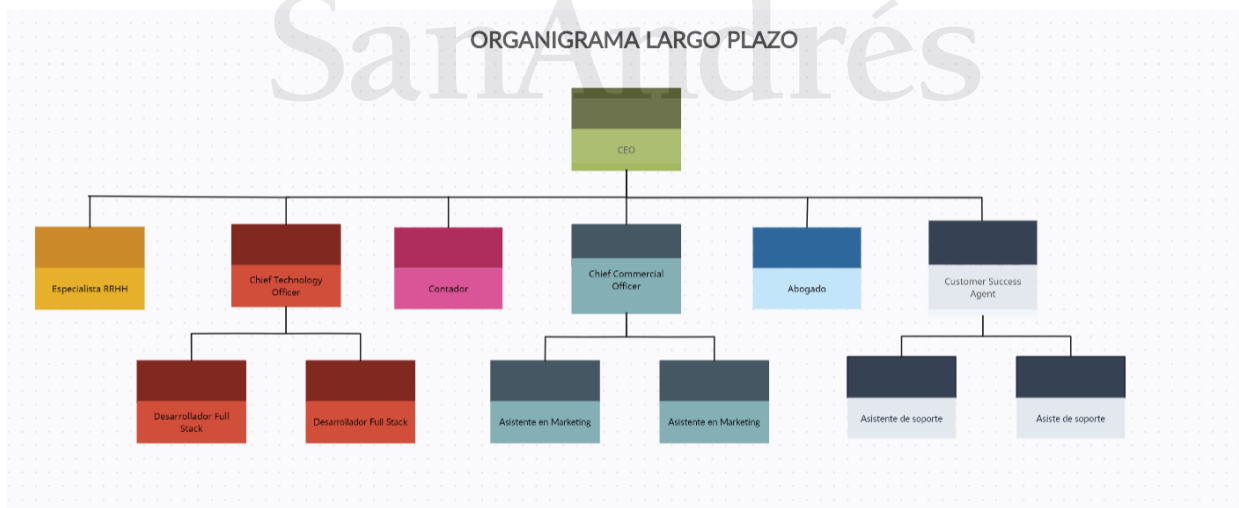 SanAndrés
ORGANIGRAMA LARGO PLAZO
CEO
Especialista RRHH
Chief Technology
Officer
Contador
Chief Commercial
Officer
Abogado
Customer Success
Agent
Desarrollador Full
Stack
Desarrollador Full Stack
Asistente en Marketing
Asistente en Marketing
Asistente de soporte
Asiste de soporte